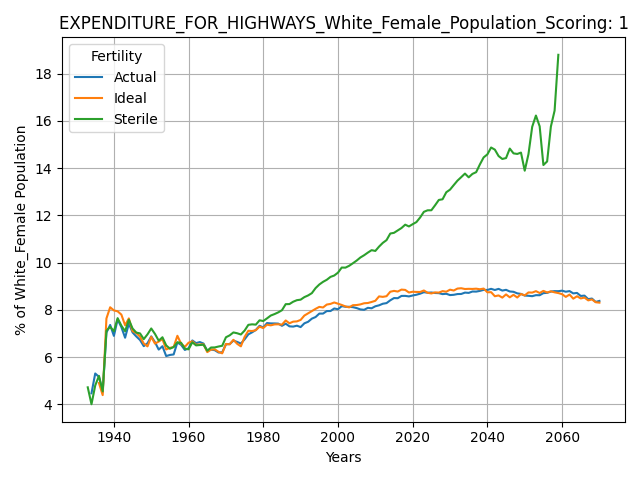 EXPENDITURE_FOR_HIGHWAYS_White_Female_Population_Scoring: 1
Fertility
Actual
Ideal
Sterile
% of White_Female Population
18
16
14
12
10
8
6
4
1940
1960
1980
2000
2020
2040
2060
Years